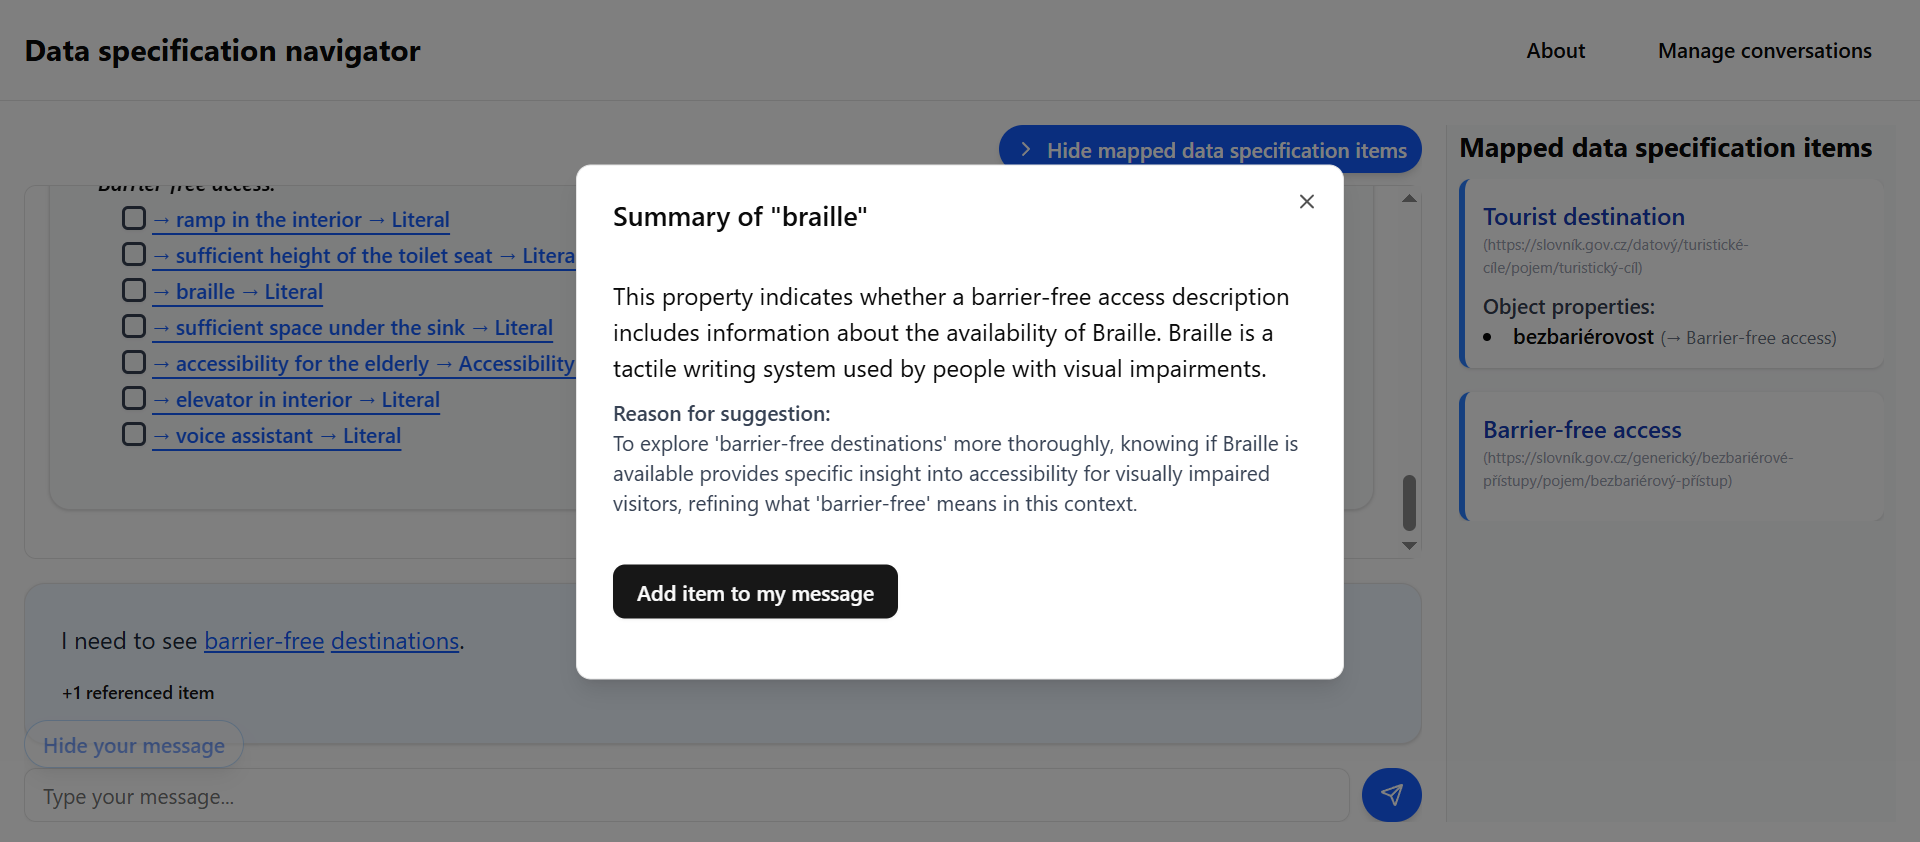 Data specification navigator
About
Manage conversations
Hide mapped data specification items
Barrier-free access:
→ ramp in the interior → Literal
→ sufficient height of the toilet seat → Litera
→ braille → Literal
→ sufficient space under the sink → Literal
→ accessibility for the elderly → Accessibility
→ elevator in interior → Literal
→ voice assistant → Literal
Summary of "braille"
This property indicates whether a barrier-free access description
includes information about the availability of Braille. Braille is a
tactile writing system used by people with visual impairments.
Reason for suggestion:
To explore 'barrier-free destinations' more thoroughly, knowing if Braille is
available provides specific insight into accessibility for visually impaired
visitors, refining what 'barrier-free' means in this context.
Add item to my message
I need to see barrier-free destinations.
+1 referenced item
Hide your message
Type your message...
Mapped data specification items
Tourist destination
(https://slovník.gov.cz/datový/turistické-
cíle/pojem/turistický-cíl)
Object properties:
• bezbariérovost (→ Barrier-free access)
Barrier-free access
(https://slovník.gov.cz/generický/bezbariérové-
přístupy/pojem/bezbariérový-přístup)